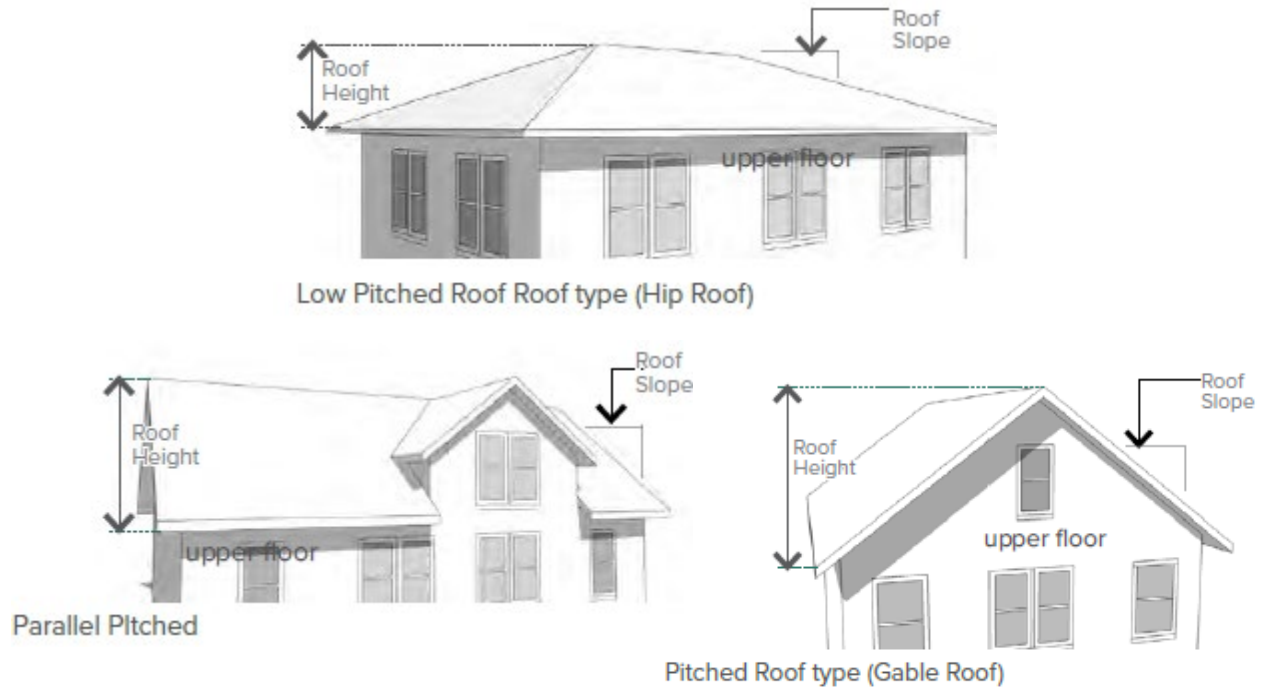 Roof
Slope
Roof
Height
upper floor
Low Pitched Roof Roof type (Hip Roof)
Roof
Slope
Roof
Height
upper floor
Parallel PItched
Roof
Slope
Roof
Height
upper floor
Pitched Roof type (Gable Roof)